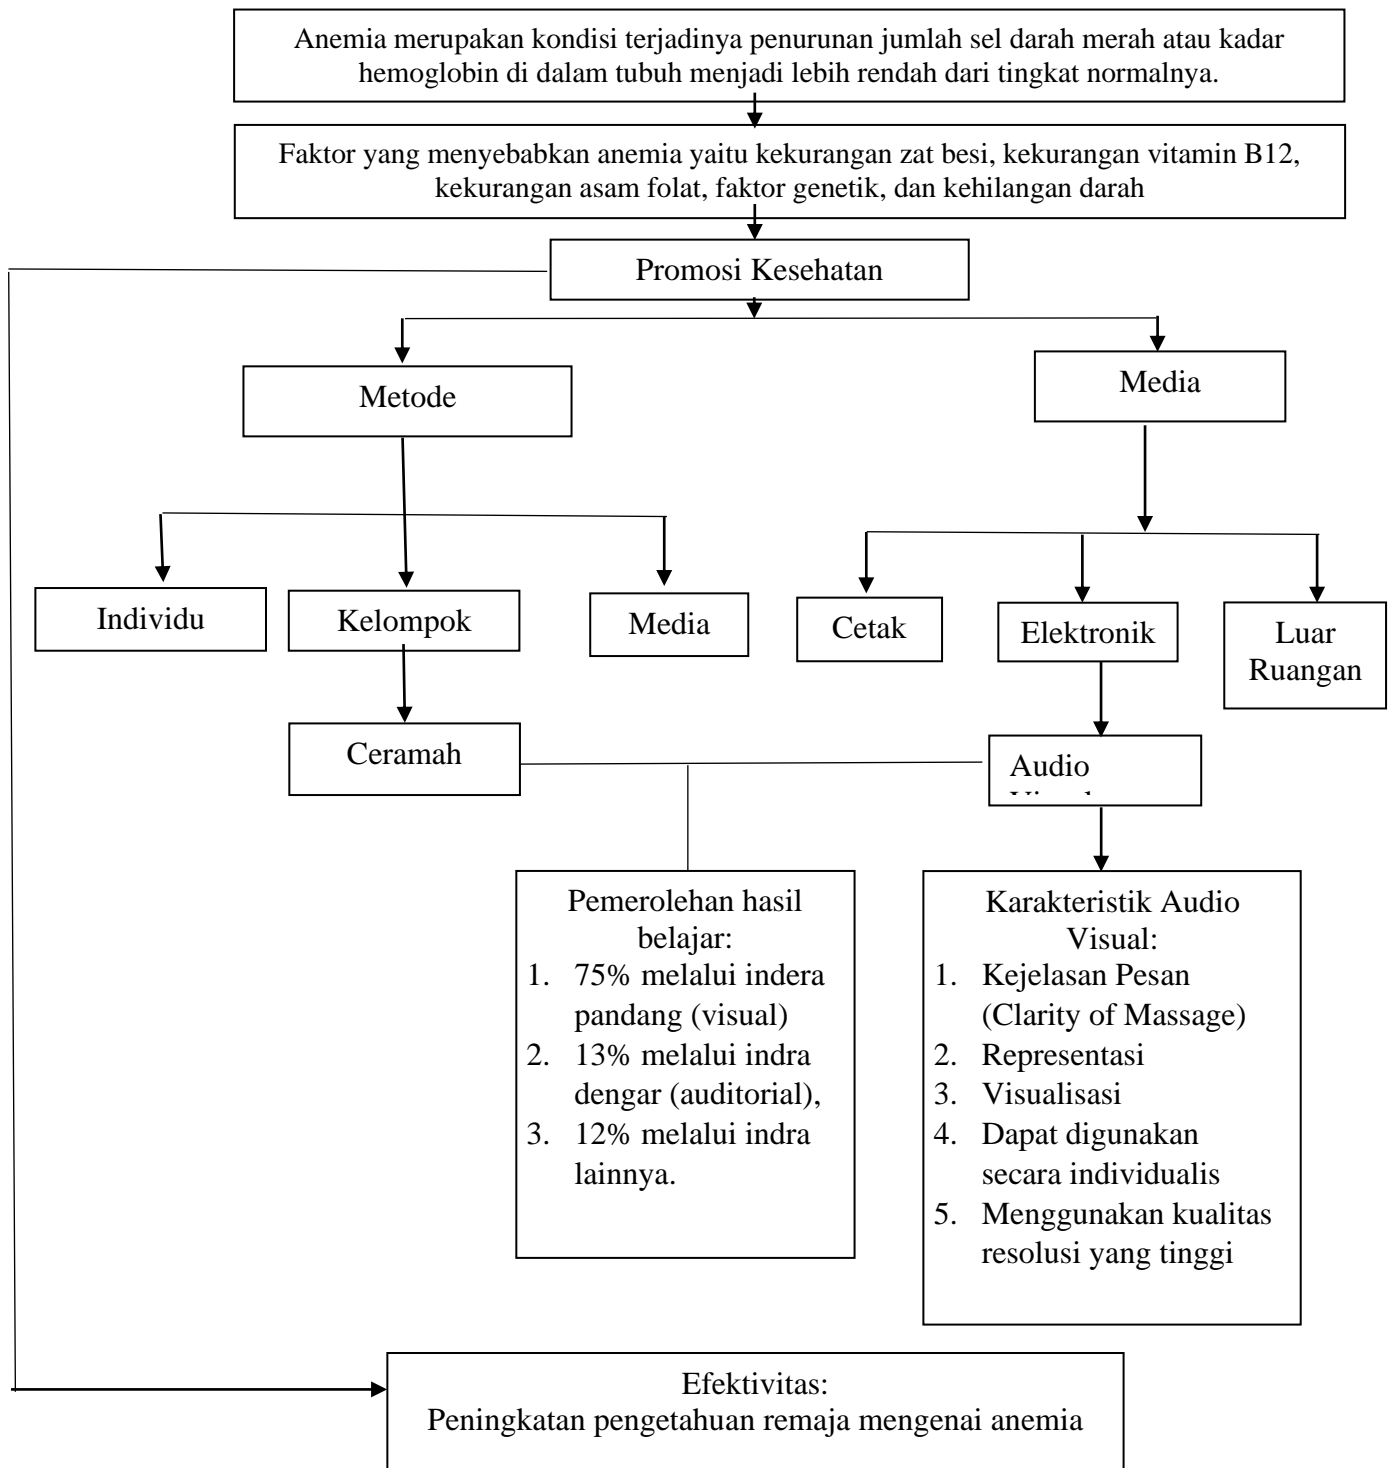 Anemia merupakan kondisi terjadinya penurunan jumlah sel darah merah atau kadar
hemoglobin di dalam tubuh menjadi lebih rendah dari tingkat normalnya.
Faktor yang menyebabkan anemia yaitu kekurangan zat besi, kekurangan vitamin B12,
kekurangan asam folat, faktor genetik, dan kehilangan darah
Promosi Kesehatan
Metode
Media
Individu
Kelompok
Media
Cetak
Elektronik
Luar
Ruangan
Ceramah
Audio
Pemerolehan hasil
belajar:
1. 75% melalui indera
pandang (visual)
2. 13% melalui indra
dengar (auditorial),
3. 12% melalui indra
lainnya.
Karakteristik Audio
Visual:
1. Kejelasan Pesan
(Clarity of Massage)
2. Representasi
3. Visualisasi
4. Dapat digunakan
secara individualis
5. Menggunakan kualitas
resolusi yang tinggi
Efektivitas:
Peningkatan pengetahuan remaja mengenai anemia